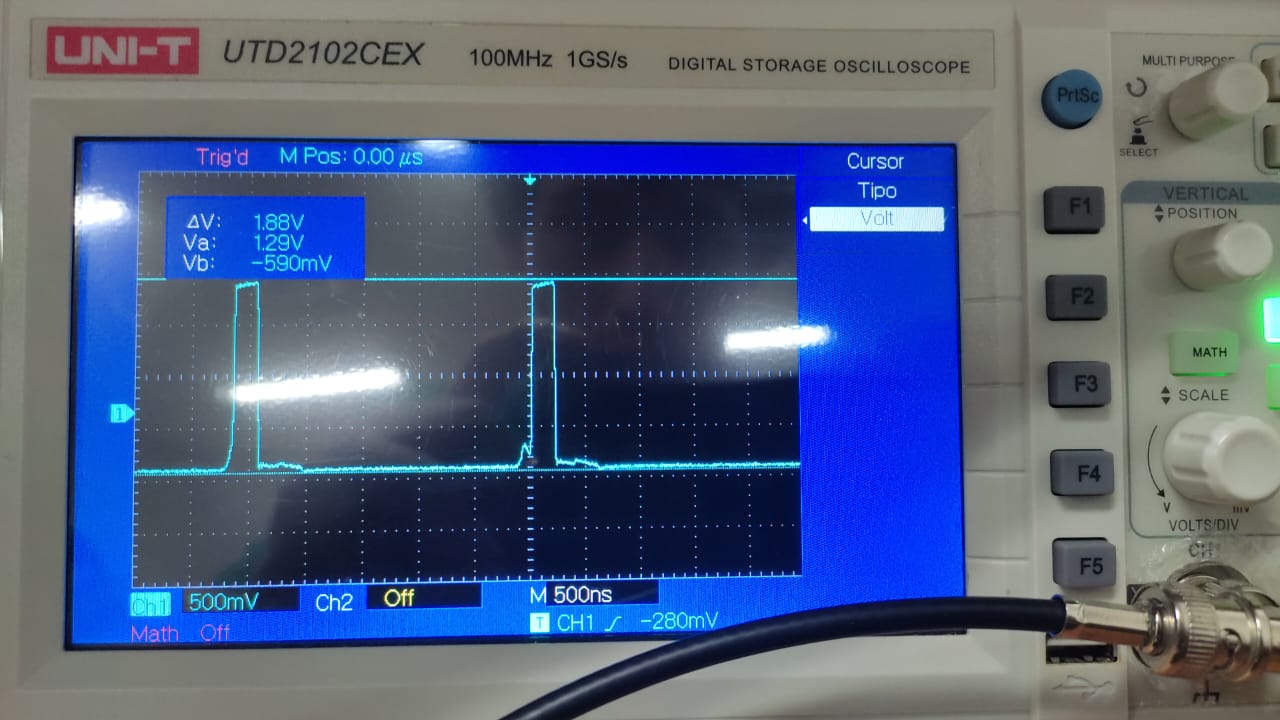 UNI-T UTD2102CEX 100MHz 1GS/s DIGITAL STORAGE OSCILLOSCOPE
Trig'd M Pos: 0.00 μs
ΔV: 1.88V
Va: 1.29V
Vb: -590mV
Cursor
Tipo
Volt
1
Ch1 500mV Ch2 Off M 500ns
Math Off T CH1 -280mV
PrtSc
MULTI PURPOSE
SELECT
F1
F2
F3
F4
F5
VERTICAL
POSITION
MATH
SCALE
V mV
VOLTS/DIV